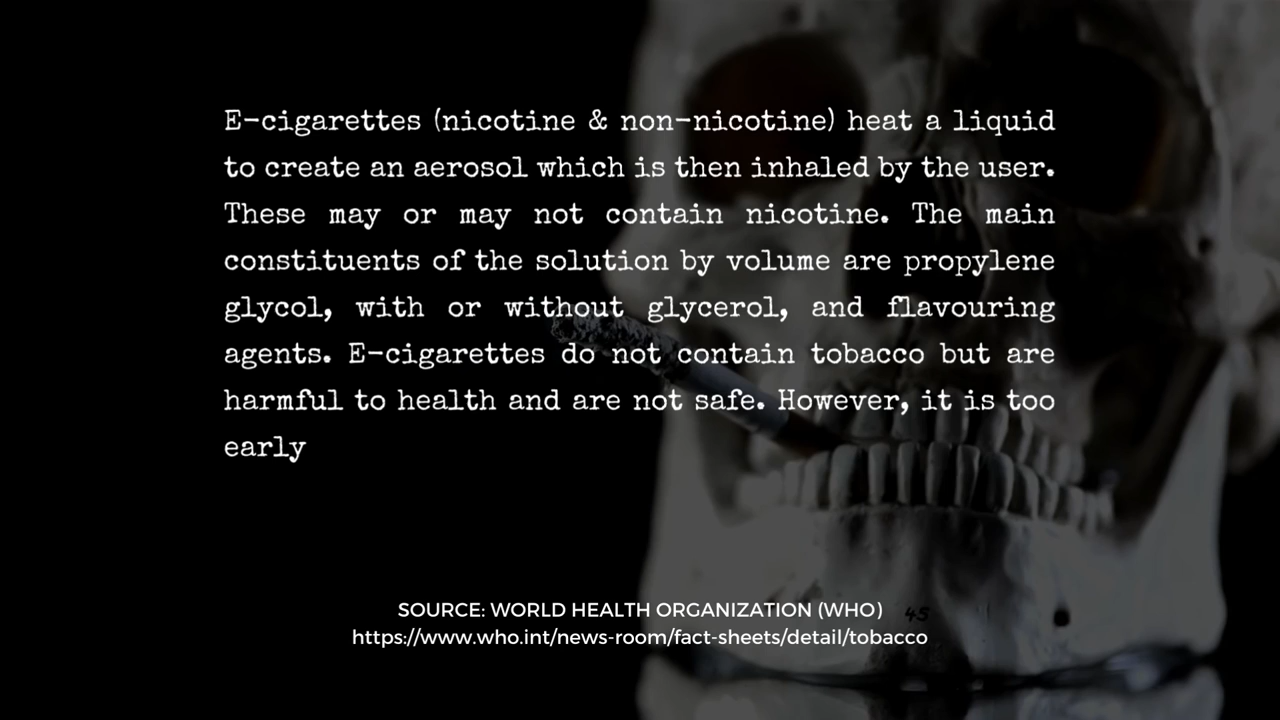 E-cigarettes (nicotine & non-nicotine) heat a liquid
to create an aerosol which is then inhaled by the user.
These may or may not contain nicotine. The main
constituents of the solution by volume are propylene
glycol, with or without glycerol, and flavouring
agents. E-cigarettes do not contain tobacco but are
harmful to health and are not safe. However, it is too
early
SOURCE: WORLD HEALTH ORGANIZATION (WHO)
45
https://www.who.int/news-room/fact-sheets/detail/tobacco